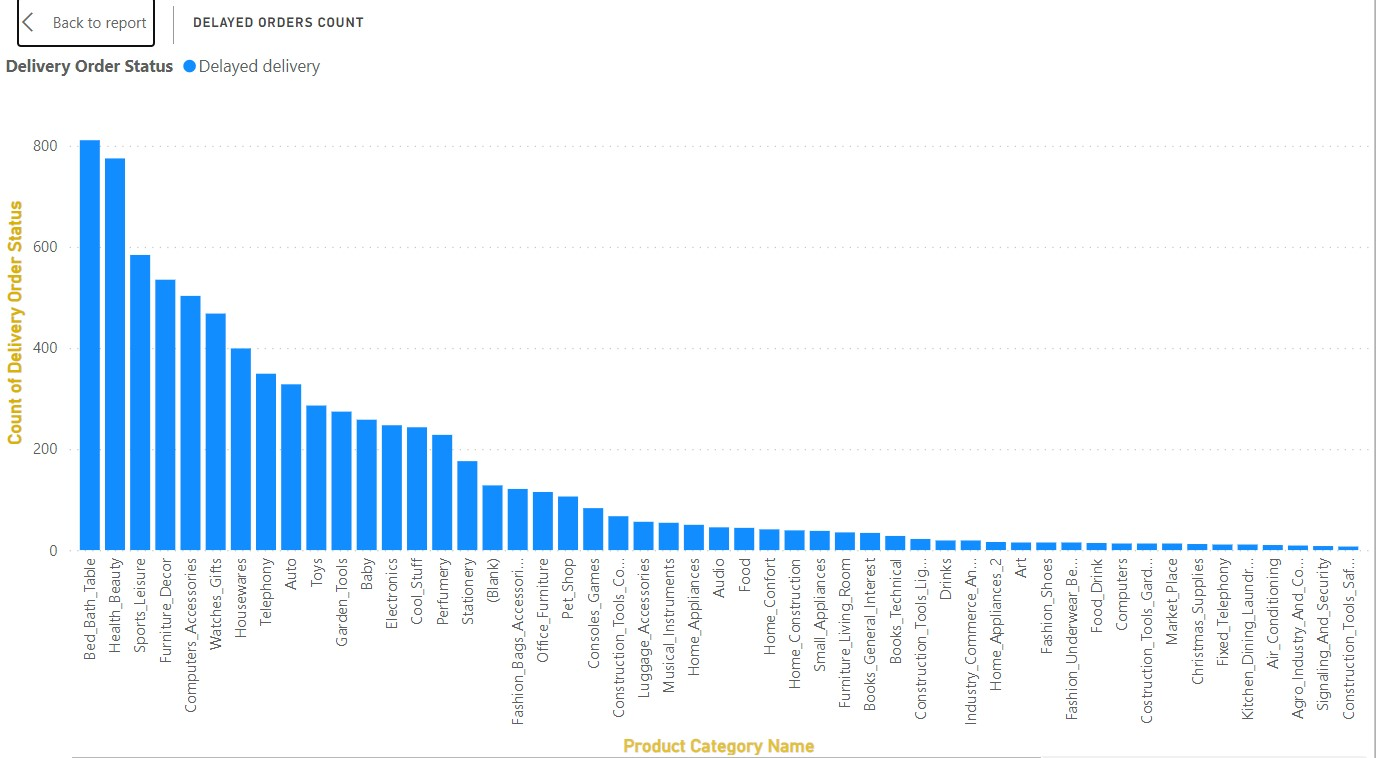 Back to report
DELAYED ORDERS COUNT
Delivery Order Status Delayed delivery
Count of Delivery Order Status
800
600
400
200
0
Bed_Bath_Table
Health_Beauty
Sports_Leisure
Furniture_Decor
Computers_Accessories
Watches_Gifts
Housewares
Telephony
Auto
Toys
Garden_Tools
Baby
Electronics
Cool_Stuff
Perfumery
Stationery
(Blank)
Fashion_Bags_Accessori...
Office_Furniture
Pet_Shop
Consoles_Games
Construction_Tools_Co...
Luggage_Accessories
Musical_Instruments
Home_Appliances
Audio
Food
Home_Confort
Home_Construction
Small_Appliances
Furniture_Living_Room
Books_General_Interest
Books_Technical
Construction_Tools_Lig...
Drinks
Industry_Commerce_An...
Home_Appliances_2
Art
Fashion_Shoes
Fashion_Underwear_Be...
Food_Drink
Computers
Costruction_Tools_Gard...
Market_Place
Christmas_Supplies
Fixed_Telephony
Kitchen_Dining_Laundr...
Air_Conditioning
Agro_Industry_And_Co...
Signaling_And_Security
Construction_Tools_Saf...
Product Category Name